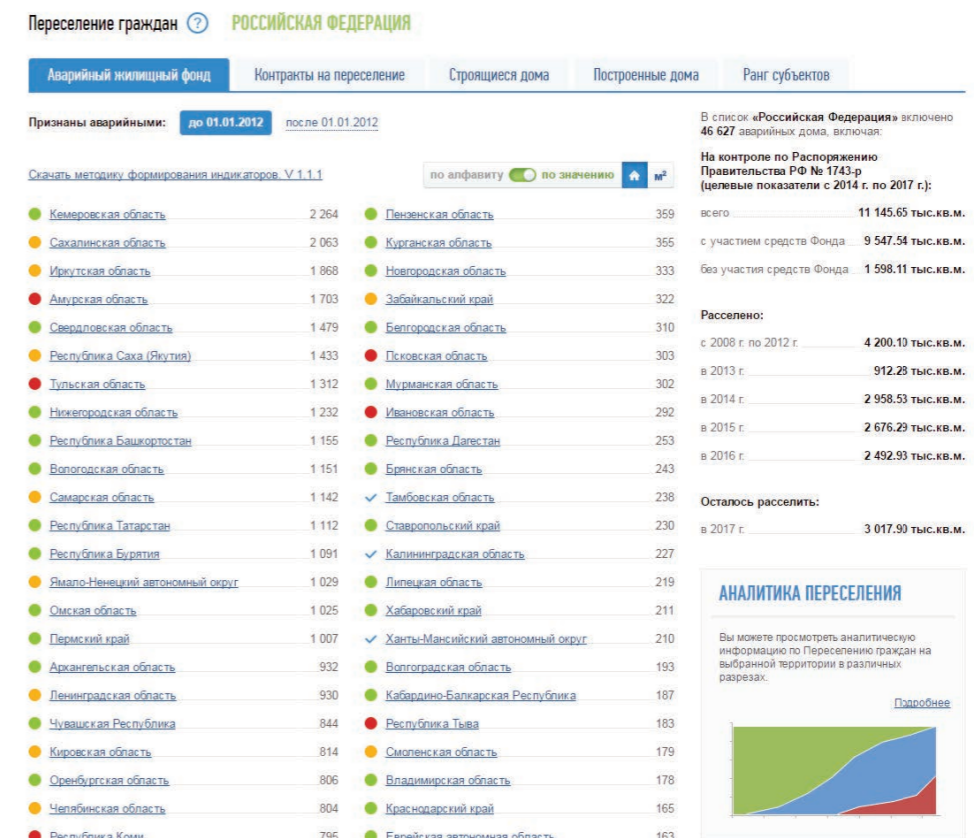 Переселение граждан ? РОССИЙСКАЯ ФЕДЕРАЦИЯ
Аварийный жилищный фонд Контракты на переселение Строящиеся дома Построенные дома Ранг субъектов
Признаны аварийными: до 01.01.2012 после 01.01.2012
Скачать методику формирования индикаторов. V 1.1.1
по алфавиту по значению м²
Кемеровская область 2 264
Сахалинская область 2 063
Иркутская область 1 868
Амурская область 1 703
Свердловская область 1 479
Республика Саха (Якутия) 1 433
Тульская область 1 312
Нижегородская область 1 232
Республика Башкортостан 1 155
Вологодская область 1 151
Самарская область 1 142
Республика Татарстан 1 112
Республика Бурятия 1 091
Ямало-Ненецкий автономный округ 1 029
Омская область 1 025
Пермский край 1 007
Архангельская область 932
Ленинградская область 930
Чувашская Республика 844
Кировская область 814
Оренбургская область 806
Челябинская область 804
Республика Коми 795
Пензенская область 359
Курганская область 355
Новгородская область 333
Забайкальский край 322
Белгородская область 310
Псковская область 303
Мурманская область 302
Ивановская область 292
Республика Дагестан 253
Брянская область 243
Тамбовская область 238
Ставропольский край 230
Калининградская область 227
Липецкая область 219
Хабаровский край 211
Ханты-Мансийский автономный округ 210
Волгоградская область 193
Кабардино-Балкарская Республика 187
Республика Тыва 183
Смоленская область 179
Владимирская область 178
Краснодарский край 165
Еврейская автономная область 163
В список «Российская Федерация» включено
46 627 аварийных дома, включая:
На контроле по Распоряжению
Правительства РФ № 1743-р
(целевые показатели с 2014 г. по 2017 г.):
всего 11 145.65 тыс.кв.м.
с участием средств Фонда 9 547.54 тыс.кв.м.
без участия средств Фонда 1 598.11 тыс.кв.м.
Расселено:
с 2008 г. по 2012 г. 4 200.10 тыс.кв.м.
в 2013 г. 912.28 тыс.кв.м.
в 2014 г. 2 958.53 тыс.кв.м.
в 2015 г. 2 676.29 тыс.кв.м.
в 2016 г. 2 492.93 тыс.кв.м.
Осталось расселить:
в 2017 г. 3 017.90 тыс.кв.м.
АНАЛИТИКА ПЕРЕСЕЛЕНИЯ
Вы можете просмотреть аналитическую
информацию по Переселению граждан на
выбранной территории в различных
разрезах.
Подробнее